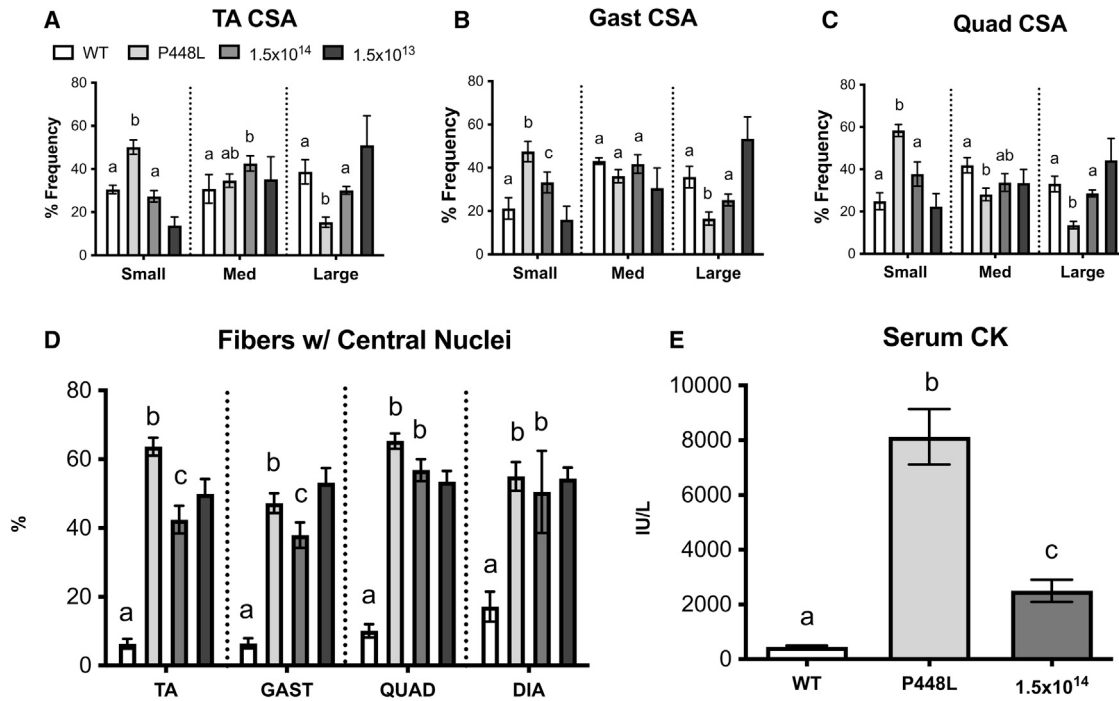 A TA CSA
WT P448L 1.5x10¹⁴ 1.5x10¹³
% Frequency
80
60
40
20
0
a b a
a ab b
a b a
Small Med Large
B Gast CSA
% Frequency
80
60
40
20
0
a b c
a a a
a b a
Small Med Large
C Quad CSA
% Frequency
80
60
40
20
0
a b a
a b ab
a b a
Small Med Large
D Fibers w/ Central Nuclei
%
80
60
40
20
0
a b c
a b c
a b b
a b b
TA GAST QUAD DIA
E Serum CK
IU/L
10000
8000
6000
4000
2000
0
a b c
WT P448L 1.5x10¹⁴